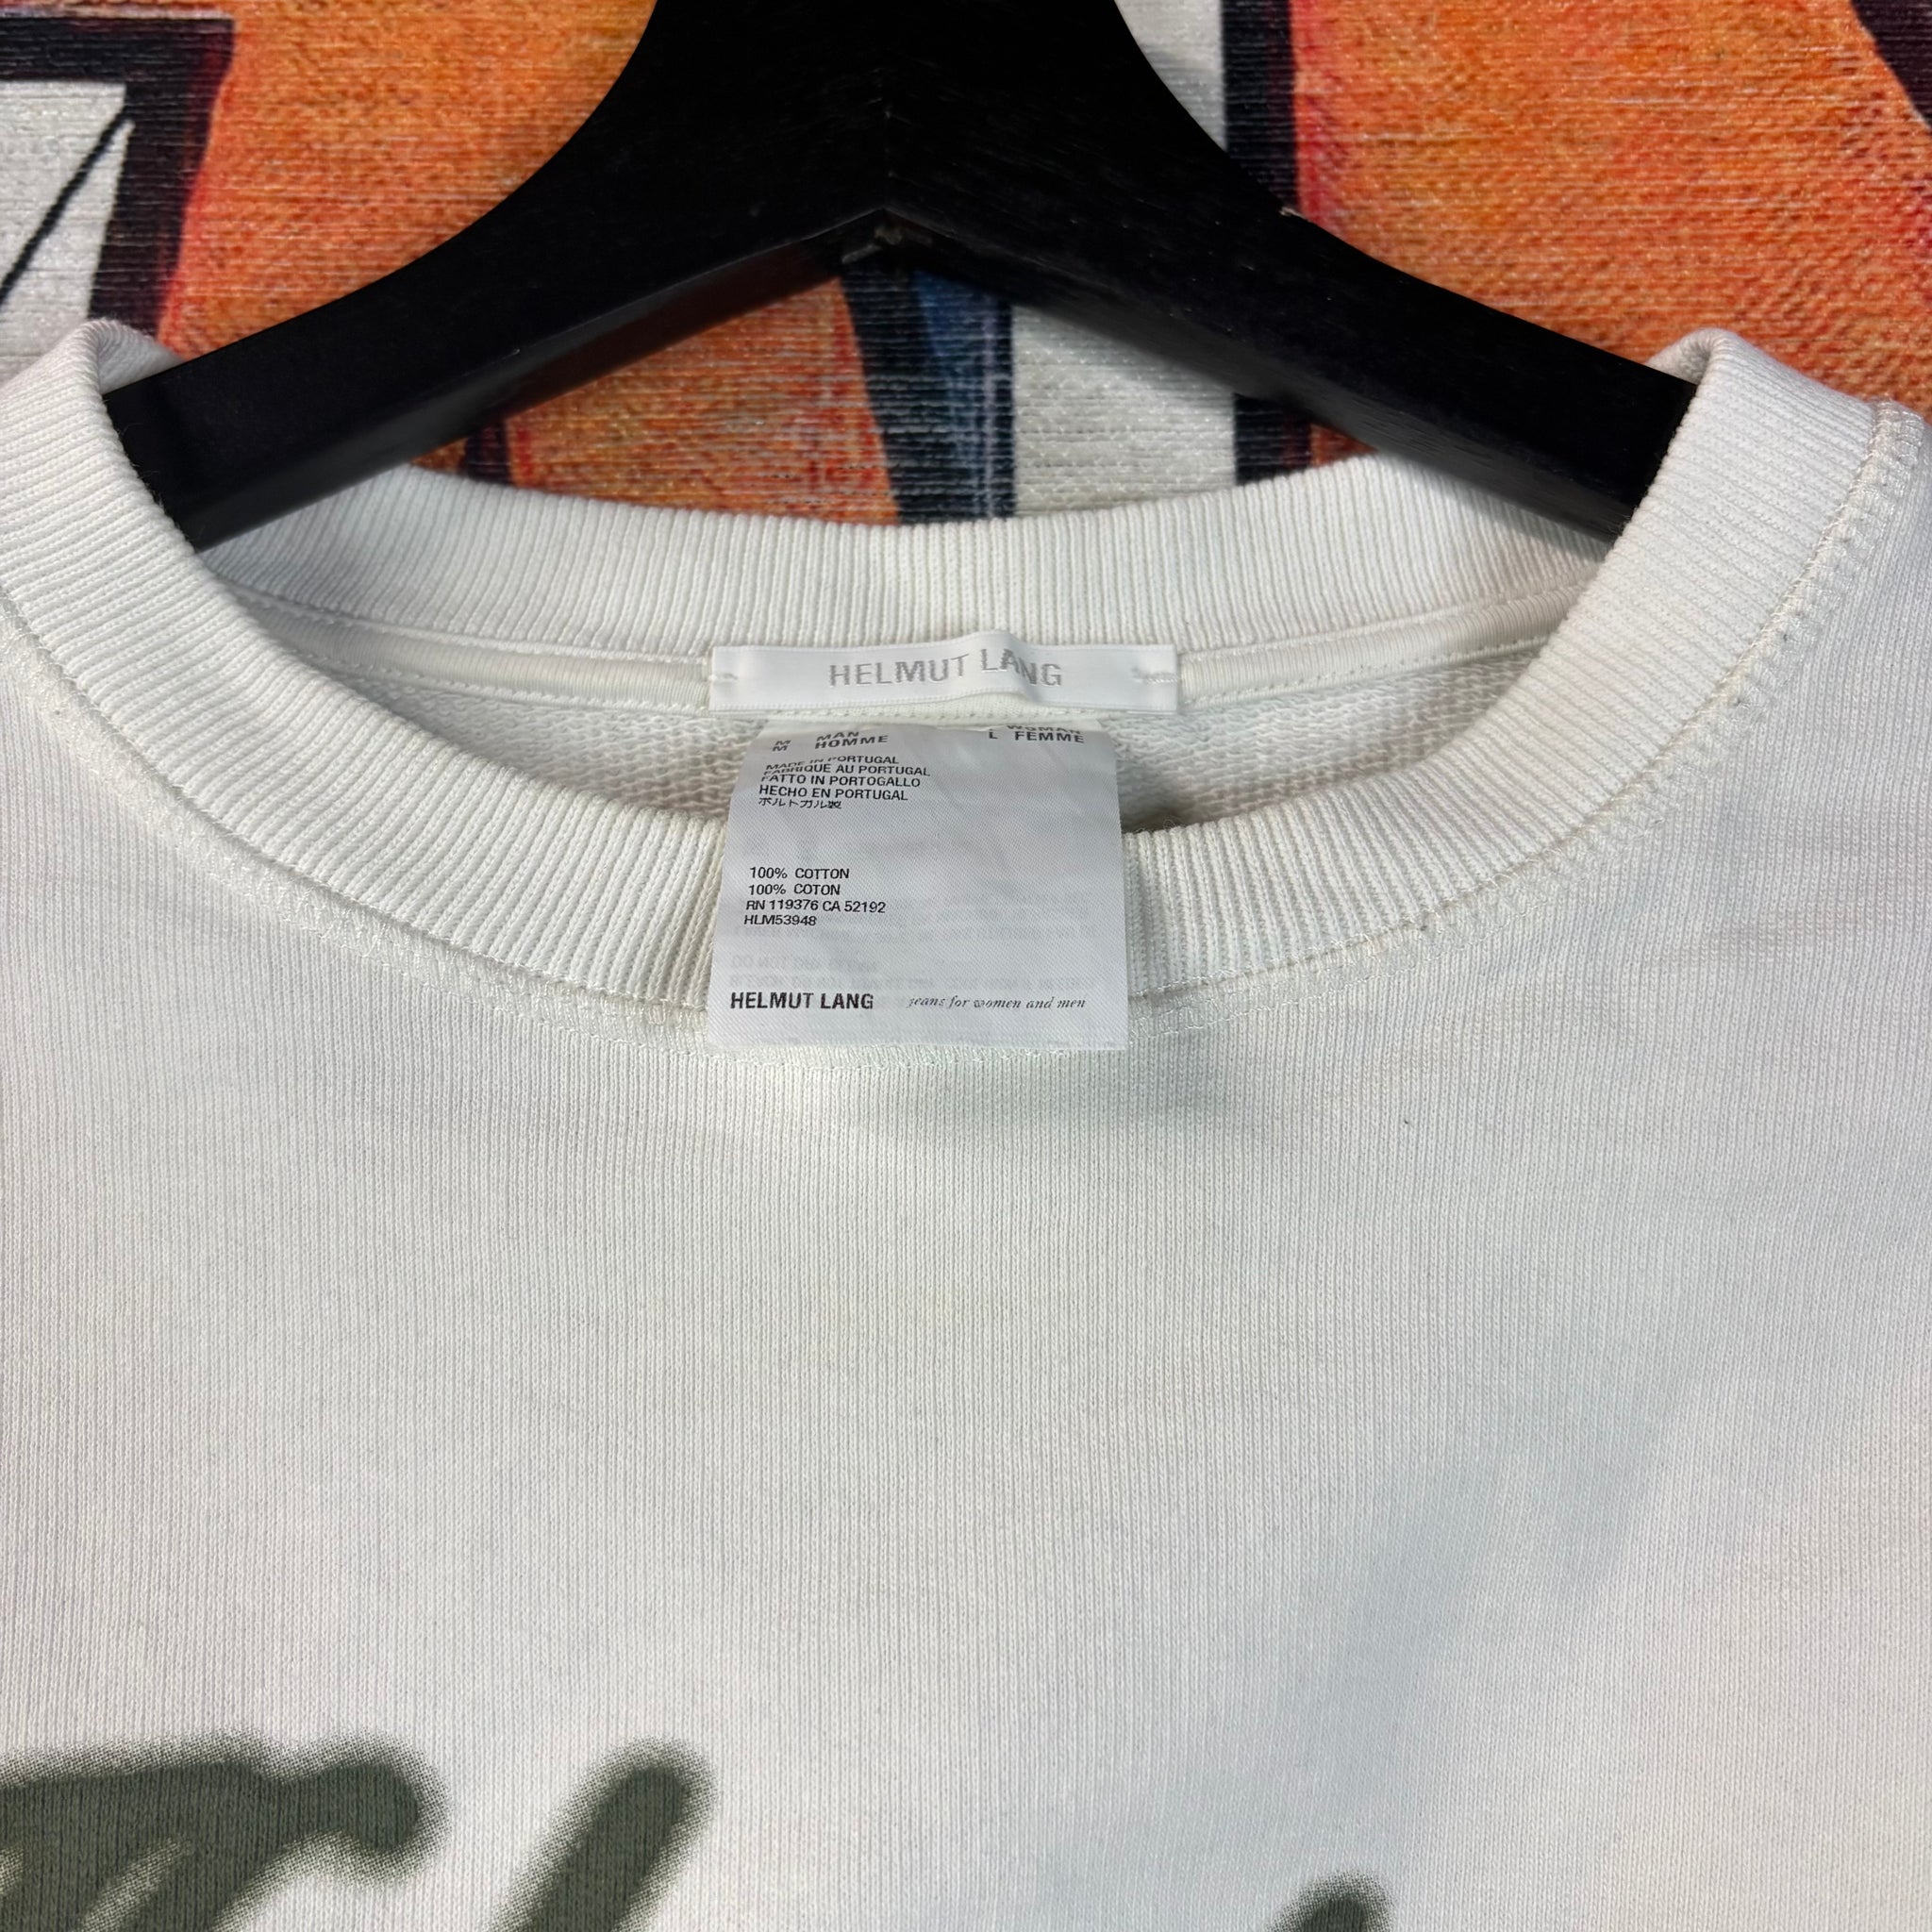 HELMUT LANG
M MAN WOMAN
M HOMME L FEMME
MADE IN PORTUGAL
FABRIQUE AU PORTUGAL
FATTO IN PORTOGALLO
HECHO EN PORTUGAL
ポルトガル製
100% COTTON
100% COTON
RN 119376 CA 52192
HLM53948
HELMUT LANG jeans for women and men